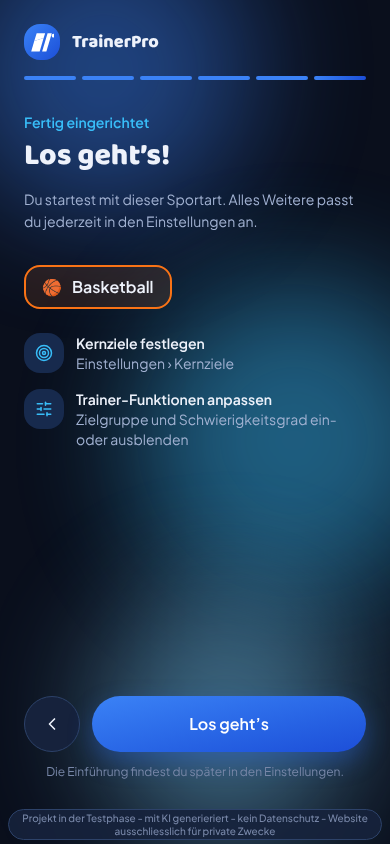 TrainerPro
Fertig eingerichtet
Los geht's!
Du startest mit dieser Sportart. Alles Weitere passt
du jederzeit in den Einstellungen an.
Basketball
Kernziele festlegen
Einstellungen › Kernziele
Trainer-Funktionen anpassen
Zielgruppe und Schwierigkeitsgrad ein-
oder ausblenden
Los geht's
Die Einführung findest du später in den Einstellungen.
Projekt in der Testphase – mit KI generieriert – kein Datenschutz – Website
ausschliesslich für private Zwecke